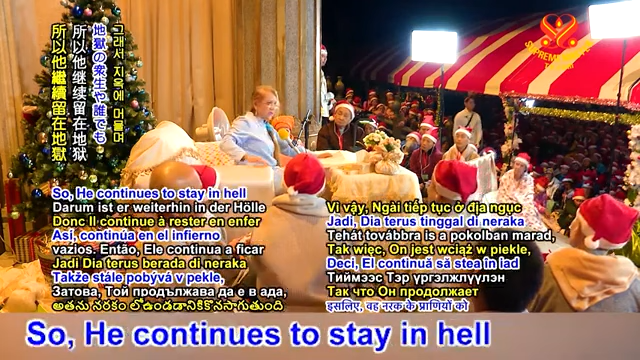 그래서 지옥에 머물며
地獄の衆生や誰でも
所以他继续留在地狱
所以他繼續留在地獄
So, He continues to stay in hell
Darum ist er weiterhin in der Hölle
Donc Il continue à rester en enfer
Así, continúa en el infierno
vazios. Então, Ele continua a ficar
Jadi Dia terus berada di neraka
Takže stále pobývá v pekle,
Затова, Той продължава да е в ада,
అతను నరకం లో ఉండడానికి కొనసాగుతుంది
Vì vậy, Ngài tiếp tục ở địa ngục
Jadi, Dia terus tinggal di neraka
Tehát továbbra is a pokolban marad,
Tak więc, On jest wciąż w piekle,
Deci, El continuă să stea în iad
Тиймээс Тэр үргэлжлүүлэн
Так что Он продолжает
इसलिए, वह नरक के प्राणियों को
So, He continues to stay in hell